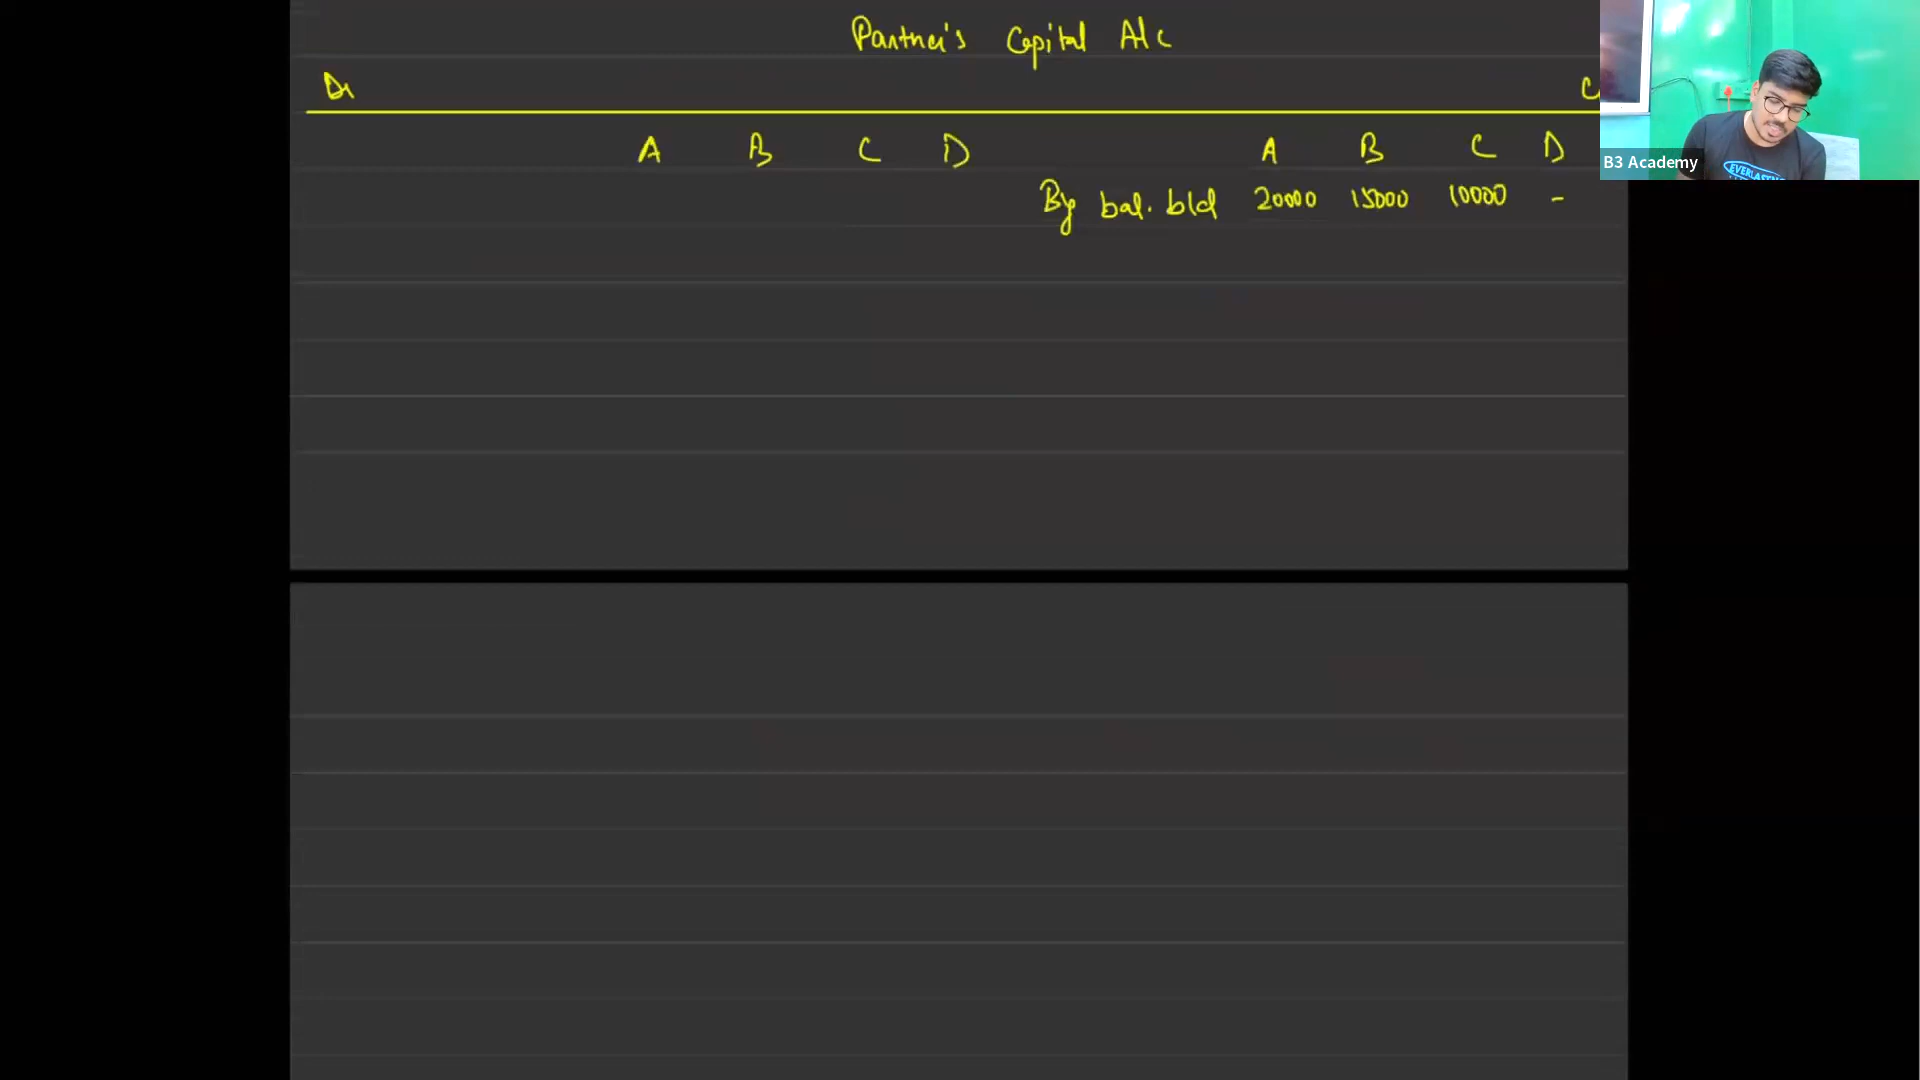 Partner's Capital A/c
Dr C
A B C D A B C D
By bal. b/d 20000 15000 10000 -
B3 Academy